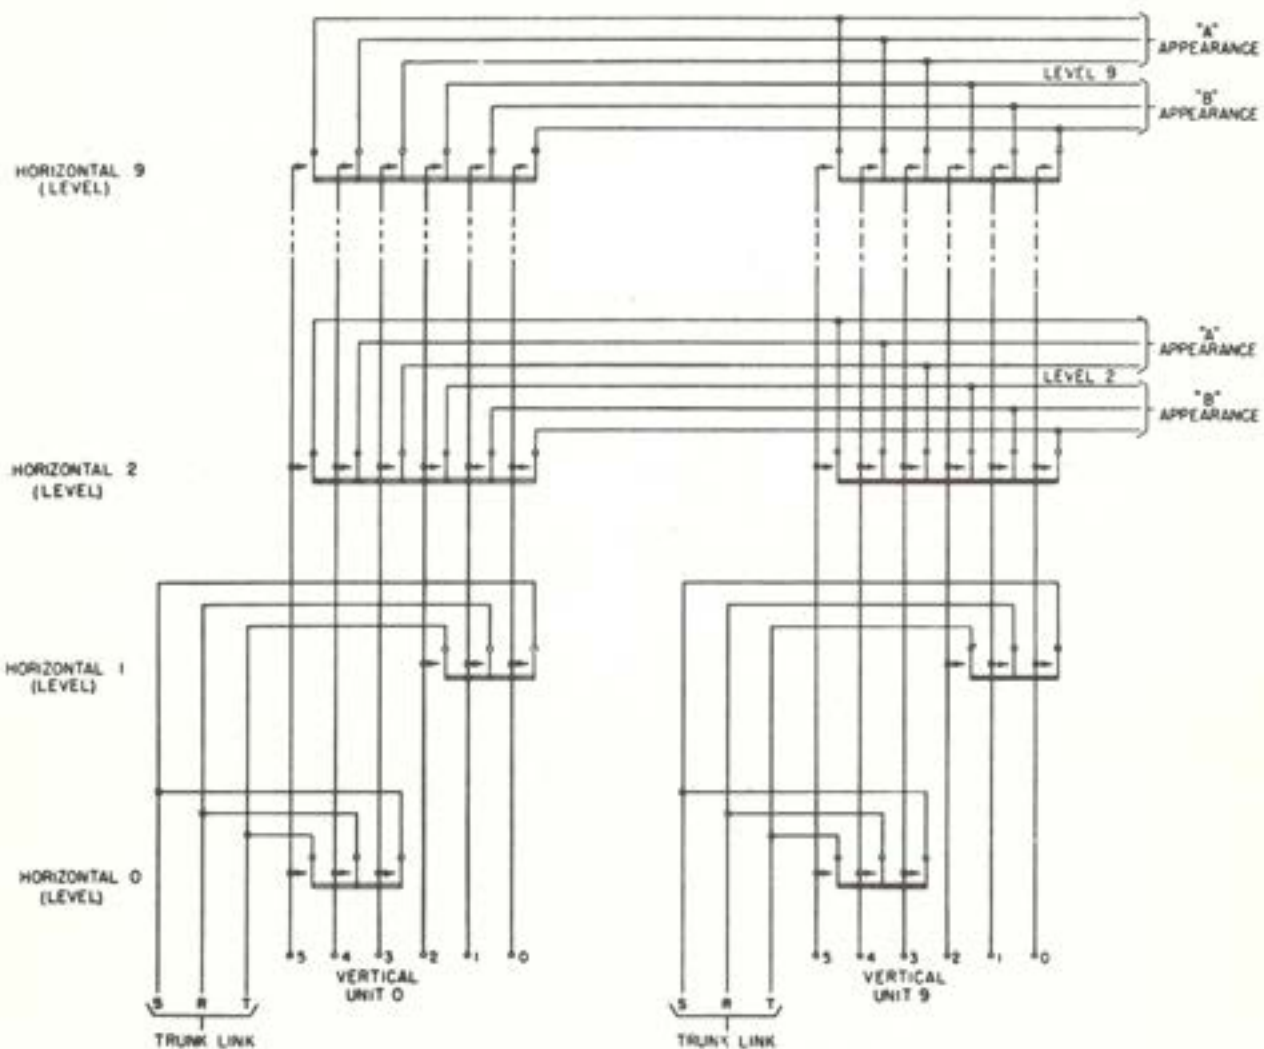 "A"
APPEARANCE
LEVEL 9
"B"
APPEARANCE
HORIZONTAL 9
(LEVEL)
"A"
APPEARANCE
LEVEL 2
"B"
APPEARANCE
HORIZONTAL 2
(LEVEL)
HORIZONTAL 1
(LEVEL)
HORIZONTAL 0
(LEVEL)
5 4 3 2 1 0
VERTICAL
UNIT 0
5 4 3 2 1 0
VERTICAL
UNIT 9
S R T
TRUNK LINK
S R T
TRUNK LINK